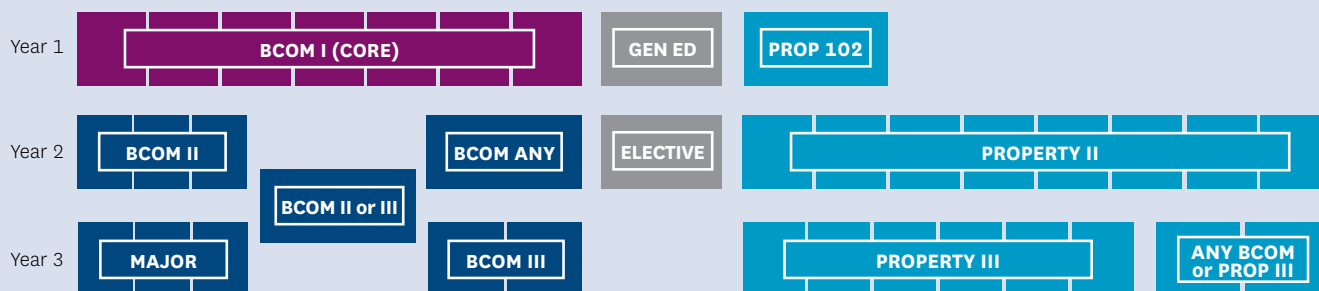 Year 1
BCOM I (CORE)
GEN ED
PROP 102
Year 2
BCOM II
BCOM ANY
ELECTIVE
PROPERTY II
BCOM II or III
Year 3
MAJOR
BCOM III
PROPERTY III
ANY BCOM
or PROP III